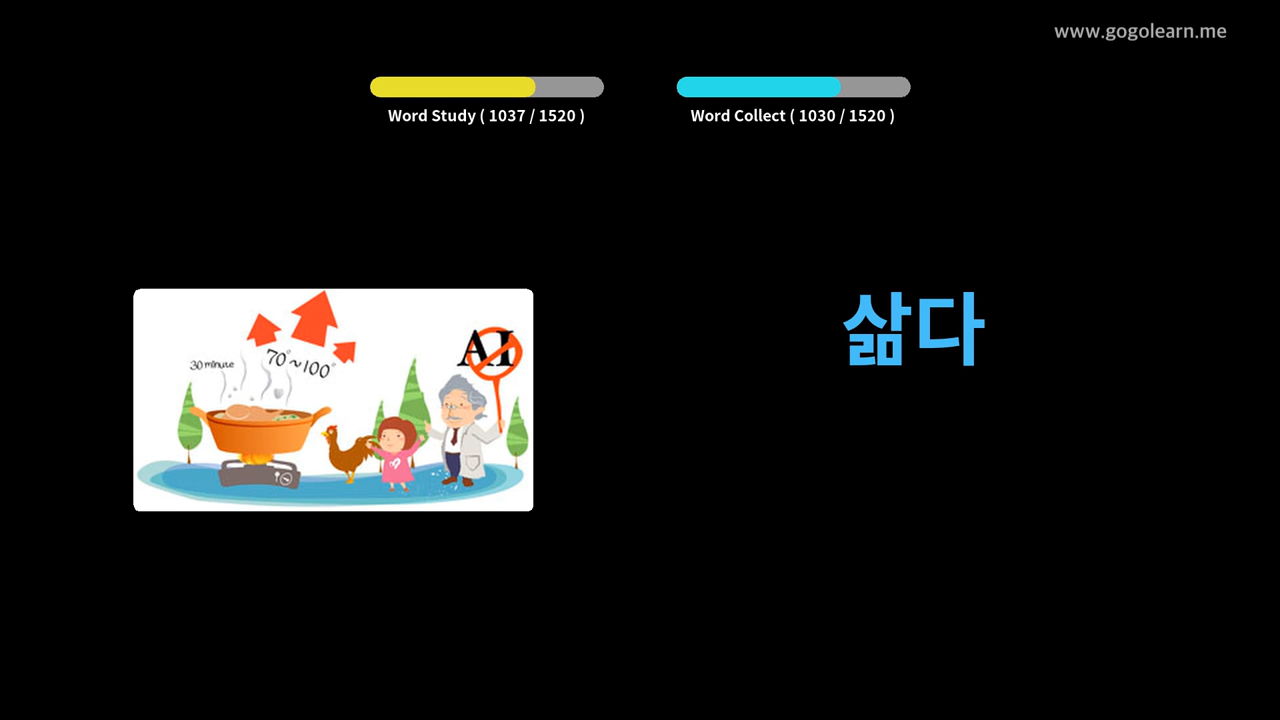 www.gogolearn.me
Word Study ( 1037 / 1520 )
Word Collect ( 1030 / 1520 )
삶다
30 minute
70°~100°
AI